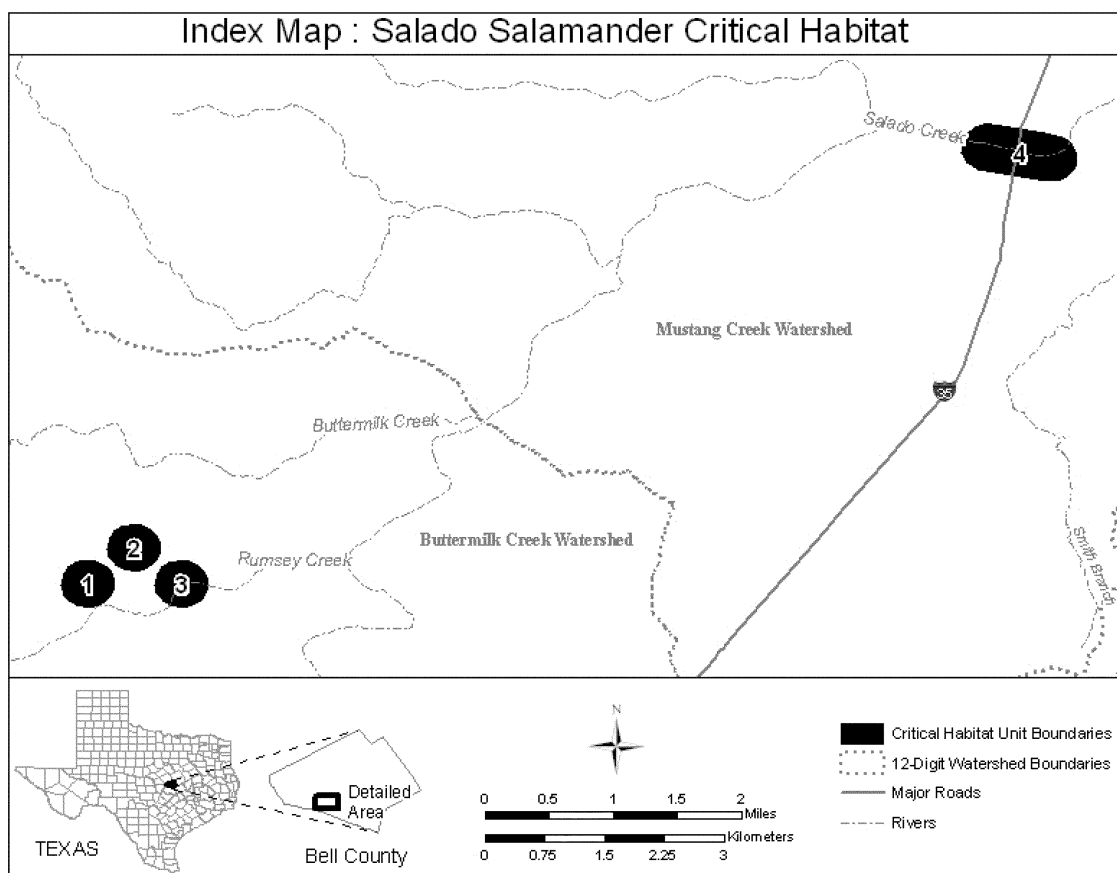 Index Map : Salado Salamander Critical Habitat
Salado Creek
4
Mustang Creek Watershed
35
Buttermilk Creek
Buttermilk Creek Watershed
Smith Branch
2
Rumsey Creek
1
3
N
Critical Habitat Unit Boundaries
12-Digit Watershed Boundaries
Major Roads
Rivers
Detailed
Area
TEXAS
Bell County
0 0.5 1 1.5 2
Miles
Kilometers
0 0.75 1.5 2.25 3